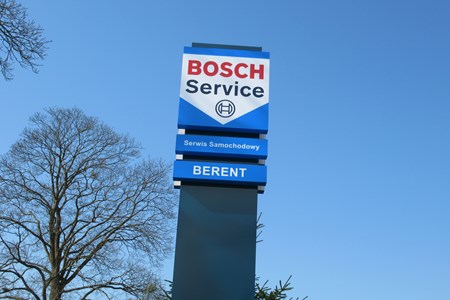 BOSCH
Service
Serwis Samochodowy
BERENT